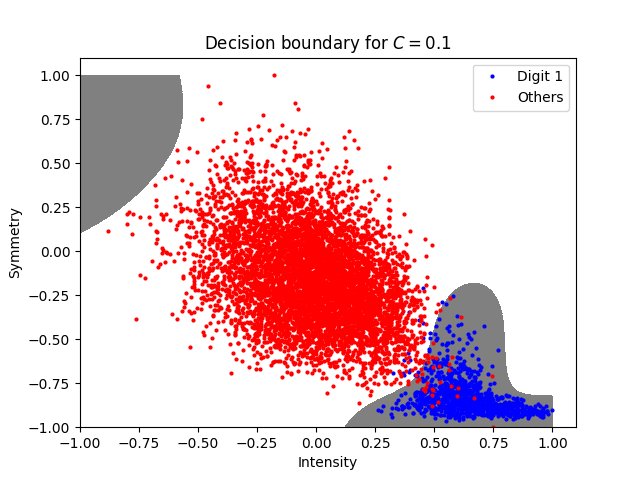 Decision boundary for C = 0.1
Digit 1
Others
1.00
0.75
0.50
0.25
0.00
−0.25
−0.50
−0.75
−1.00
Symmetry
−1.00 −0.75 −0.50 −0.25 0.00 0.25 0.50 0.75 1.00
Intensity